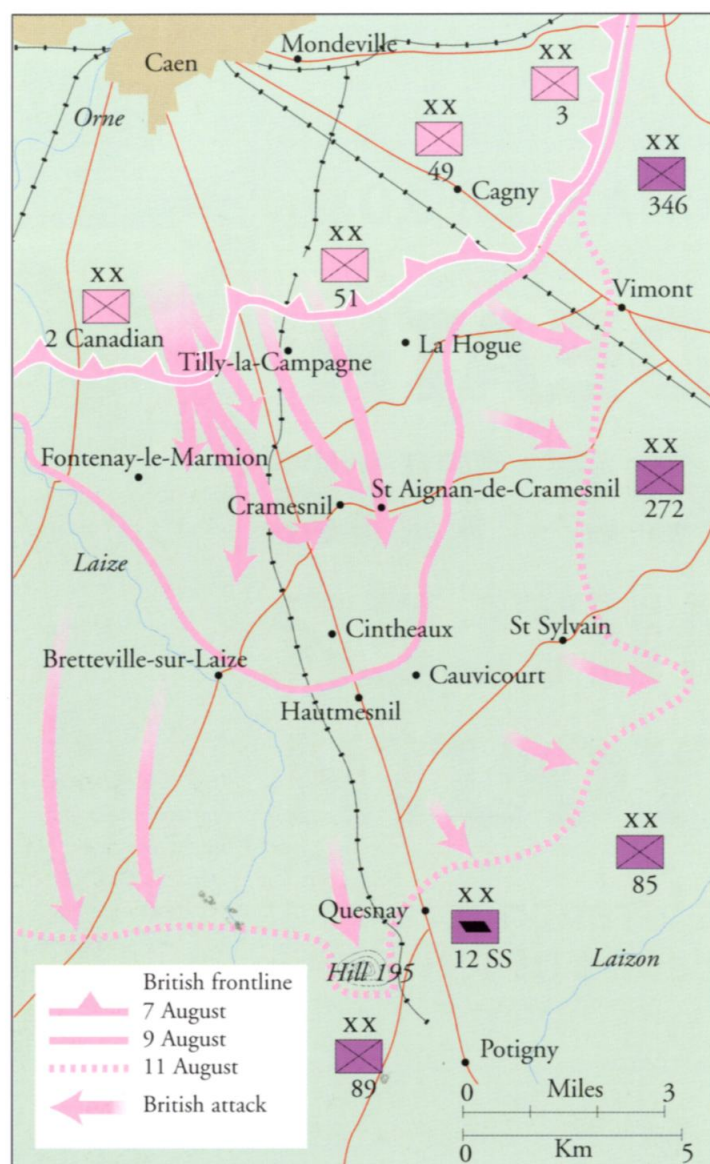 Mondeville
Caen
XX
3
Orne
XX
49
XX
346
Cagny
XX
51
XX
2 Canadian
Vimont
La Hogue
Tilly-la-Campagne
Fontenay-le-Marmion
XX
272
St Aignan-de-Cramesnil
Cramesnil
Laize
Cintheaux
St Sylvain
Bretteville-sur-Laize
Cauvicourt
Hautmesnil
XX
85
Quesnay
XX
12 SS
Hill 195
Laizon
British frontline
7 August
9 August
11 August
British attack
XX
89
Potigny
0 Miles 3
Km
0 5